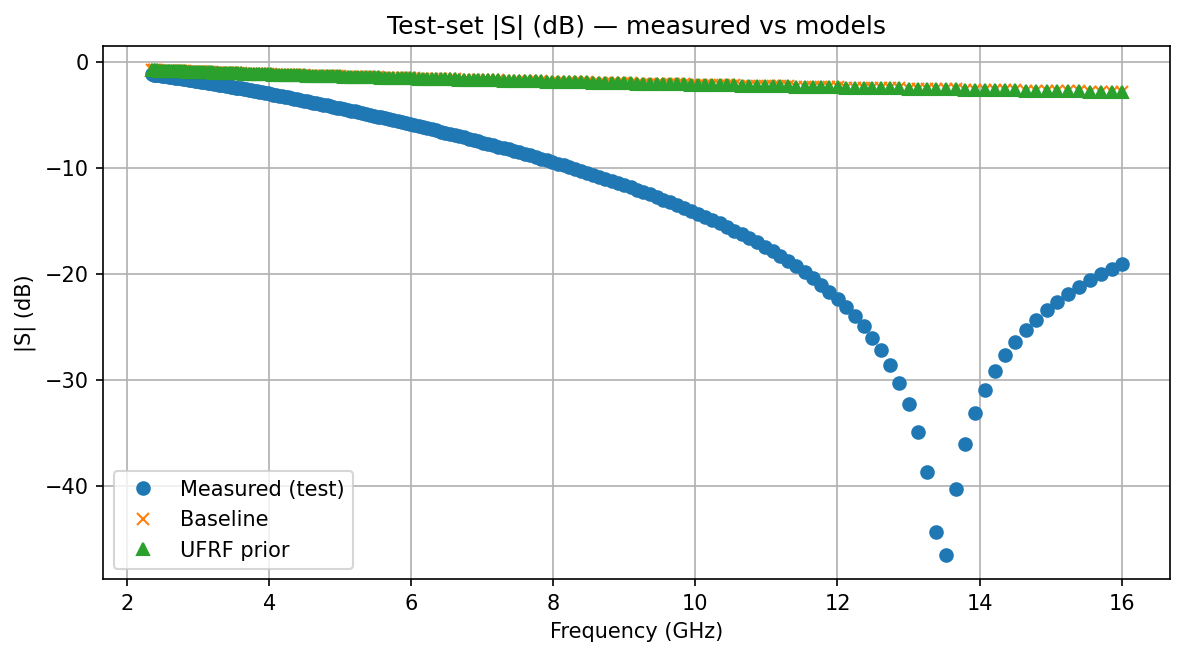 Test-set |S| (dB) — measured vs models
|S| (dB)
0
−10
−20
−30
−40
Measured (test)
Baseline
UFRF prior
2 4 6 8 10 12 14 16
Frequency (GHz)